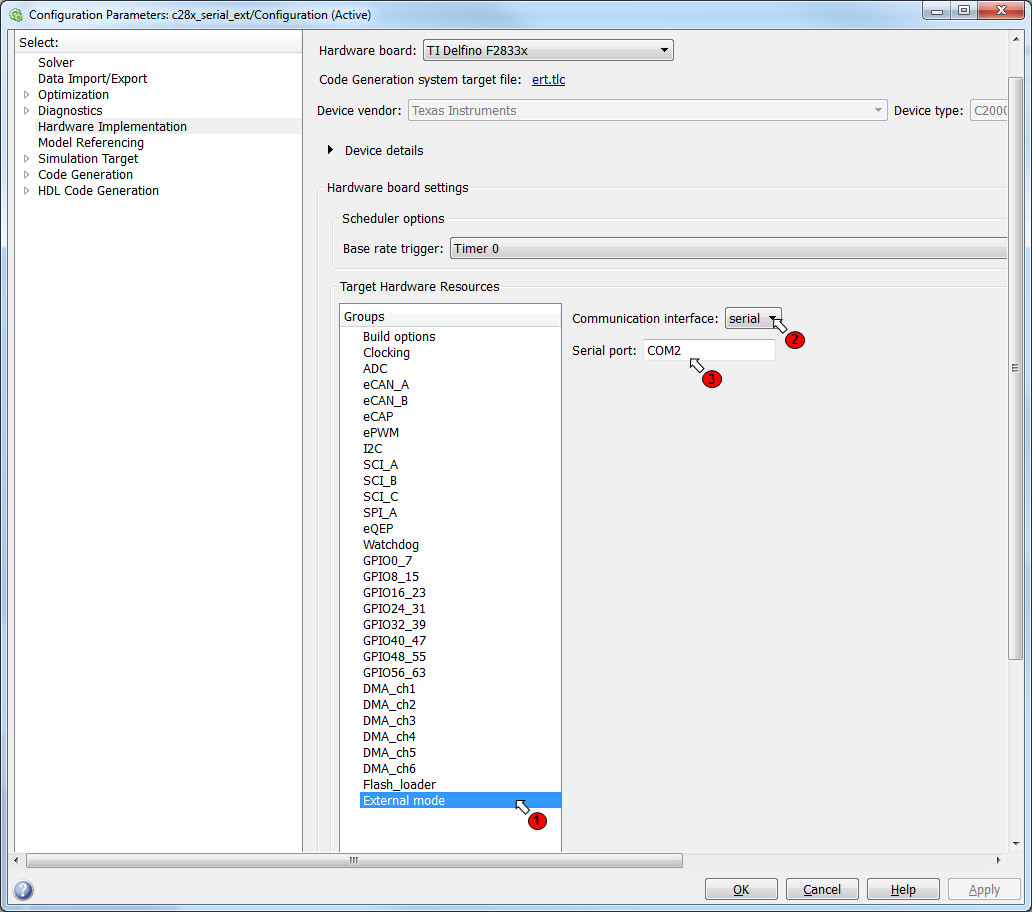 Configuration Parameters: c28x_serial_ext/Configuration (Active)
Select:
Solver
Data Import/Export
Optimization
Diagnostics
Hardware Implementation
Model Referencing
Simulation Target
Code Generation
HDL Code Generation
Hardware board: TI Delfino F2833x
Code Generation system target file: ert.tlc
Device vendor: Texas Instruments Device type: C2000
Device details
Hardware board settings
Scheduler options
Base rate trigger: Timer 0
Target Hardware Resources
Groups
Build options
Clocking
ADC
eCAN_A
eCAN_B
eCAP
ePWM
I2C
SCI_A
SCI_B
SCI_C
SPI_A
eQEP
Watchdog
GPIO0_7
GPIO8_15
GPIO16_23
GPIO24_31
GPIO32_39
GPIO40_47
GPIO48_55
GPIO56_63
DMA_ch1
DMA_ch2
DMA_ch3
DMA_ch4
DMA_ch5
DMA_ch6
Flash_loader
External mode
1
Communication interface: serial
2
Serial port: COM2
3
?
OK Cancel Help Apply